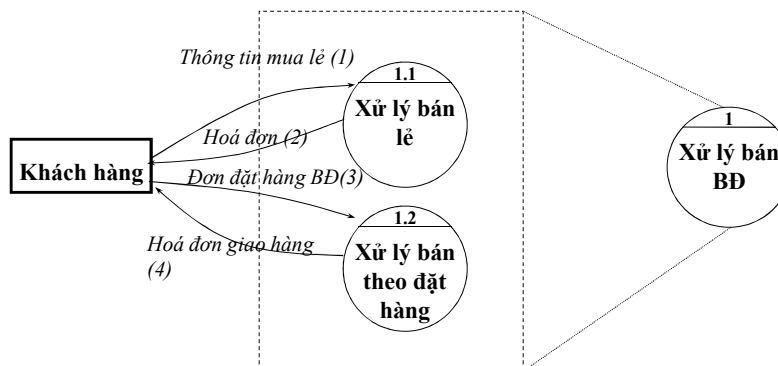 Thông tin mua lẻ (1)
1.1
Xử lý bán
lẻ
Hoá đơn (2)
Khách hàng
Đơn đặt hàng BĐ(3)
1.2
Xử lý bán
theo đặt
hàng
Hoá đơn giao hàng
(4)
1
Xử lý bán
BĐ